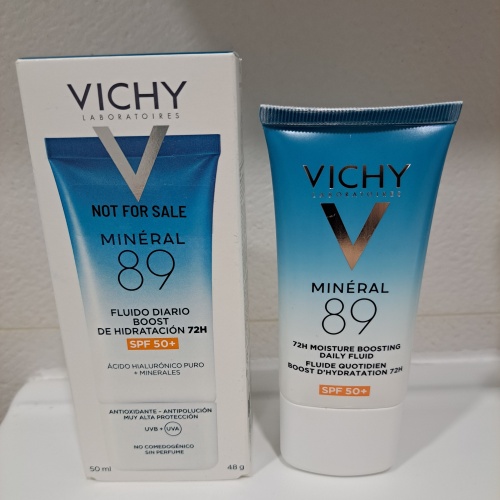 VICHY
LABORATOIRES
NOT FOR SALE
MINÉRAL
89
FLUIDO DIARIO
BOOST
DE HIDRATACIÓN 72H
SPF 50+
ÁCIDO HIALURÓNICO PURO
+ MINERALES
ANTIOXIDANTE – ANTIPOLUCIÓN
MUY ALTA PROTECCIÓN
UVB + UVA
NO COMEDOGÉNICO
SIN PERFUME
50 ml
48 g
VICHY
LABORATOIRES
MINÉRAL
89
72H MOISTURE BOOSTING
DAILY FLUID
FLUIDE QUOTIDIEN
BOOST D'HYDRATATION 72H
SPF 50+